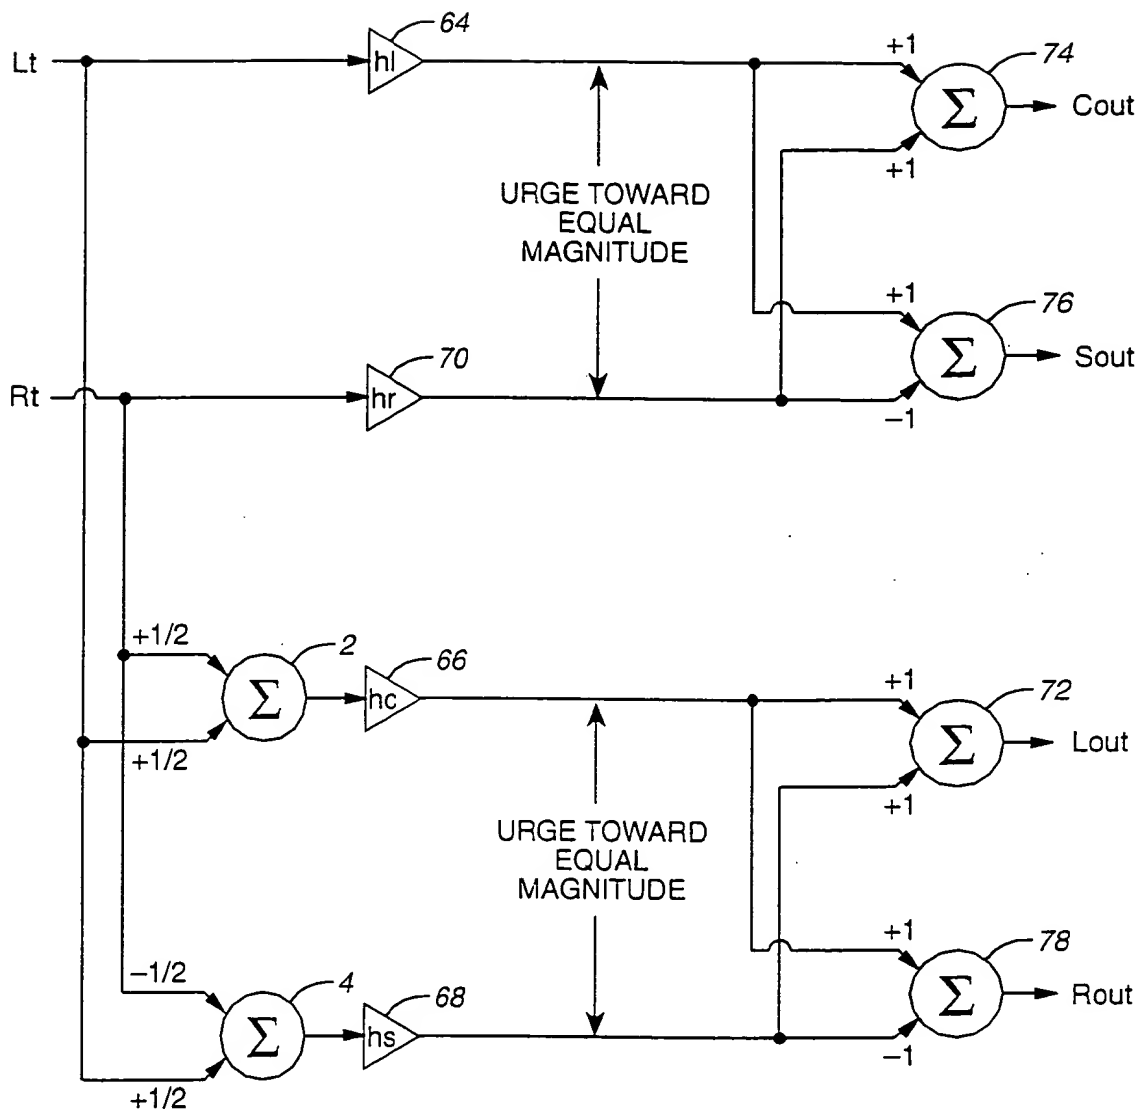 64
Lt
hl
+1
74
Σ
Cout
+1
URGE TOWARD
EQUAL
MAGNITUDE
+1
76
Σ
Sout
70
Rt
hr
−1
+1/2
2
66
+1
72
Σ
hc
Σ
Lout
+1/2
+1
URGE TOWARD
EQUAL
MAGNITUDE
+1
78
−1/2
4
68
Σ
Rout
Σ
hs
−1
+1/2